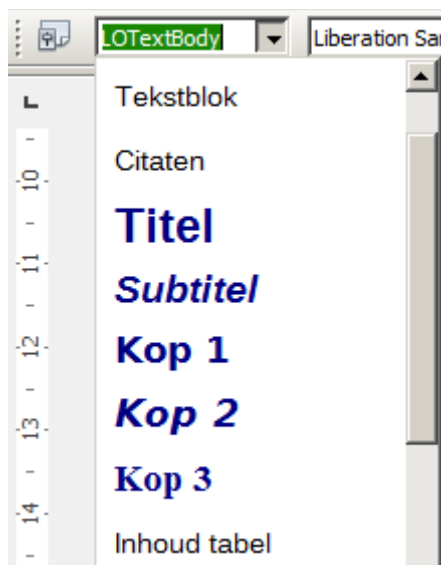 LOTextBody Liberation Sa
Tekstblok
Citaten
Titel
Subtitel
Kop 1
Kop 2
Kop 3
Inhoud tabel
10
11
12
13
14